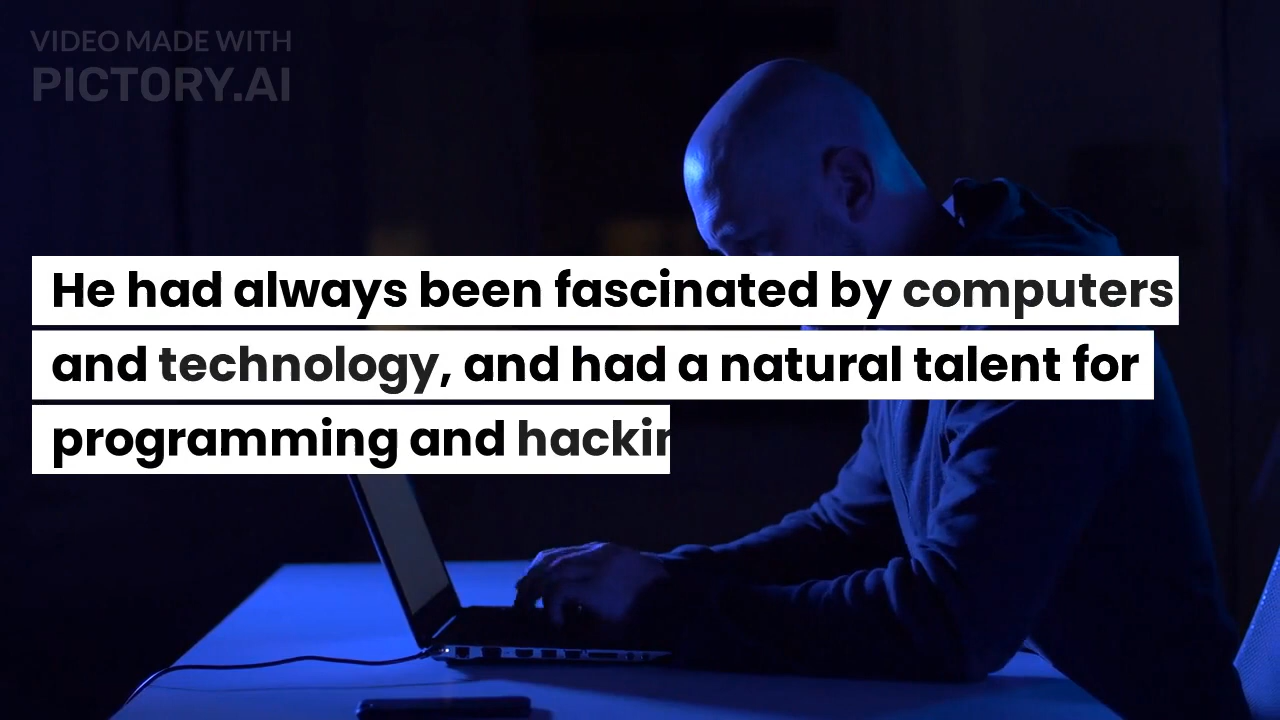 VIDEO MADE WITH
PICTORY.AI
He had always been fascinated by computers
and technology, and had a natural talent for
programming and hackin